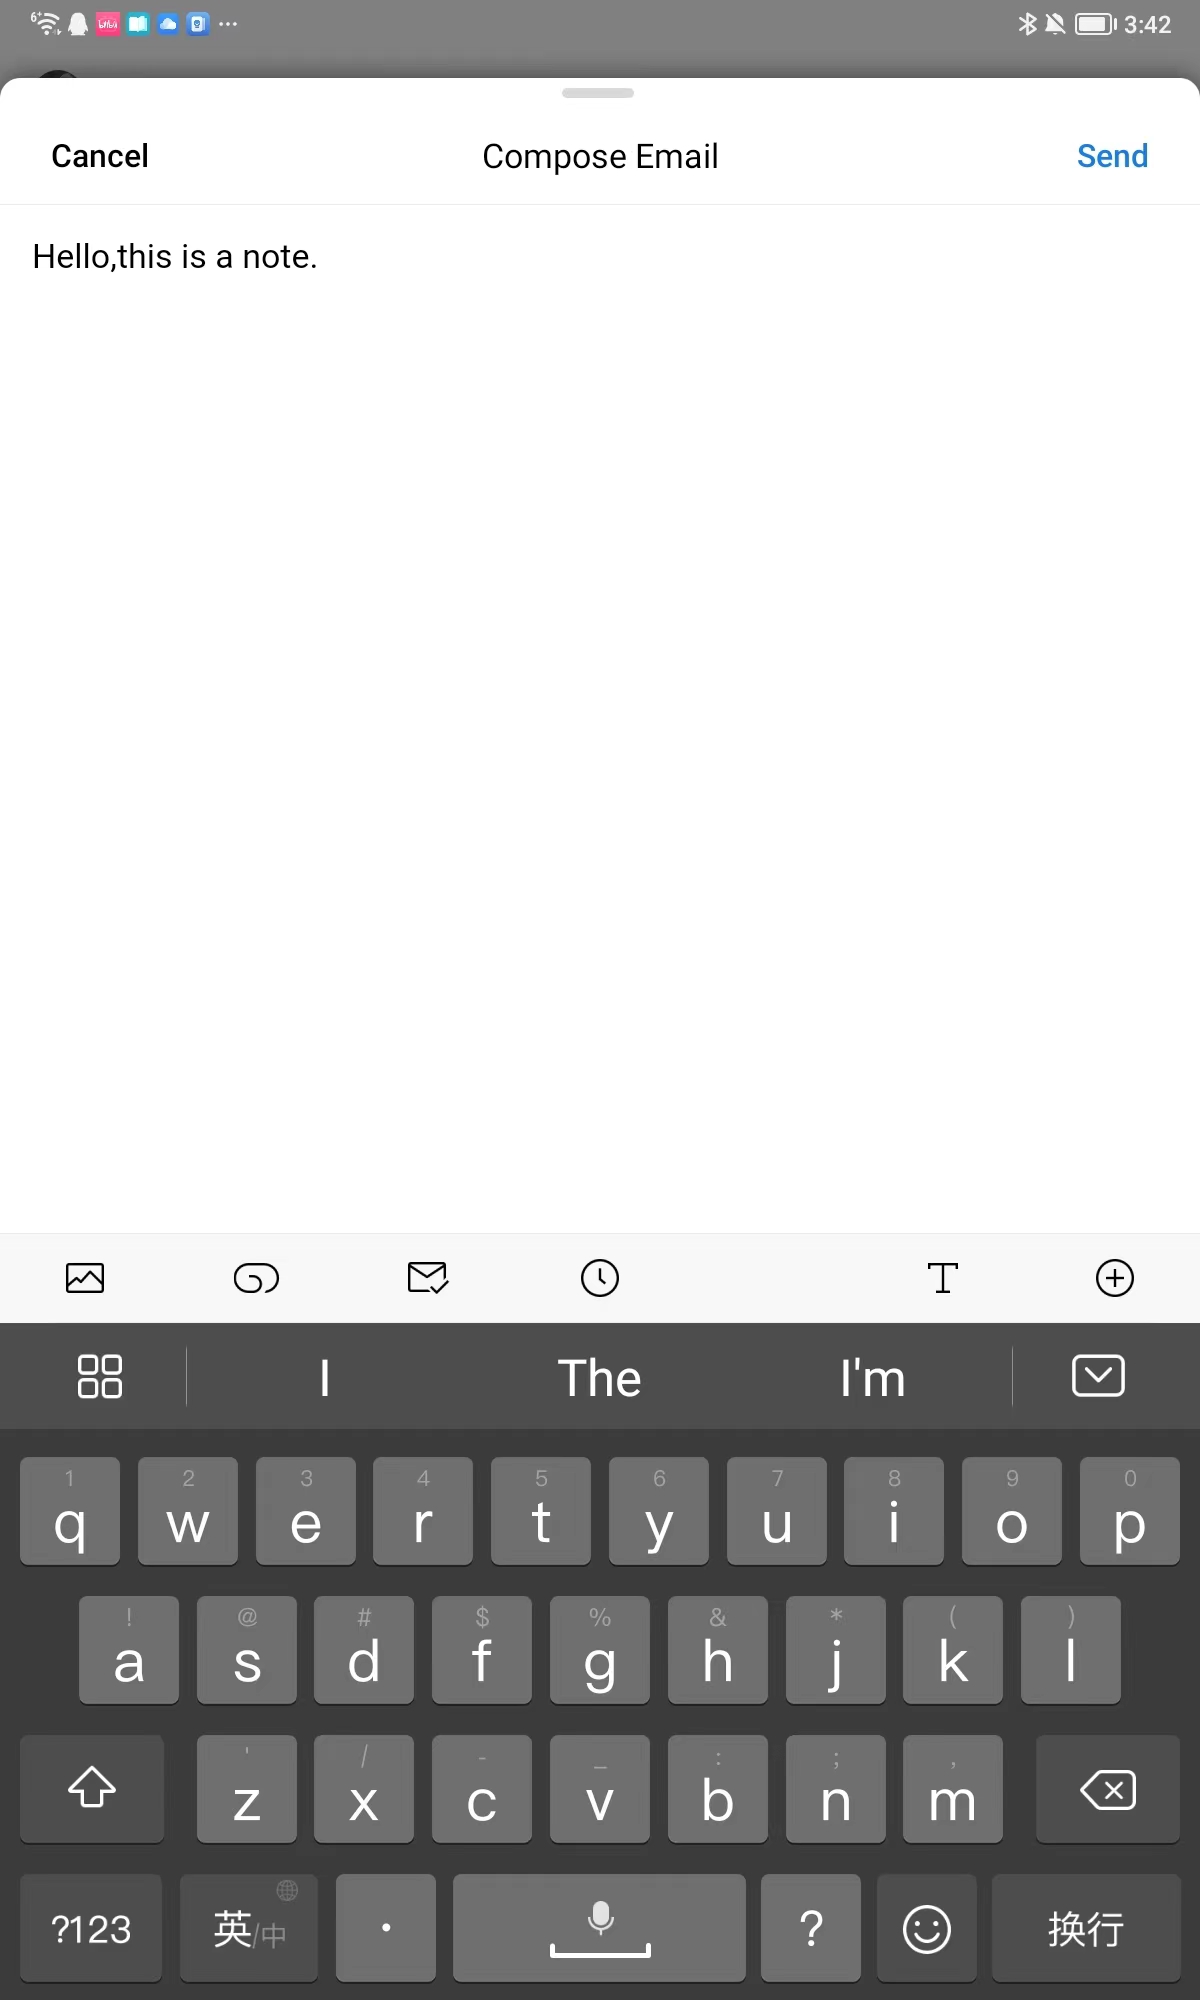 3:42
Cancel Compose Email Send
Hello,this is a note.
I The I'm
1 2 3 4 5 6 7 8 9 0
q w e r t y u i o p
! @ # $ % & * ( )
a s d f g h j k l
' / - _ : ; ,
z x c v b n m
?123 英/中 . ? 换行